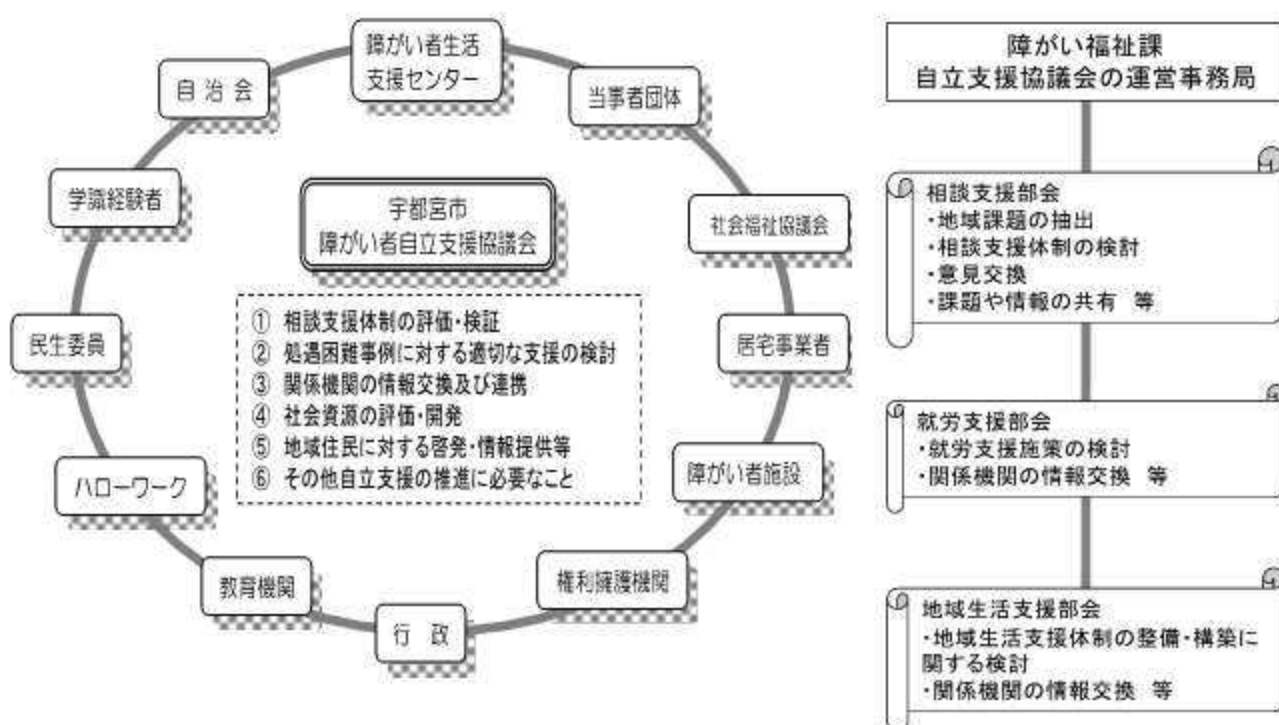 障がい者生活
支援センター
当事者団体
社会福祉協議会
居宅事業者
障がい者施設
権利擁護機関
行 政
教育機関
ハローワーク
民生委員
学識経験者
自 治 会
宇都宮市
障がい者自立支援協議会
① 相談支援体制の評価・検証
② 処遇困難事例に対する適切な支援の検討
③ 関係機関の情報交換及び連携
④ 社会資源の評価・開発
⑤ 地域住民に対する啓発・情報提供等
⑥ その他自立支援の推進に必要なこと
障がい福祉課
自立支援協議会の運営事務局
相談支援部会
・地域課題の抽出
・相談支援体制の検討
・意見交換
・課題や情報の共有 等
就労支援部会
・就労支援施策の検討
・関係機関の情報交換 等
地域生活支援部会
・地域生活支援体制の整備・構築に
関する検討
・関係機関の情報交換 等